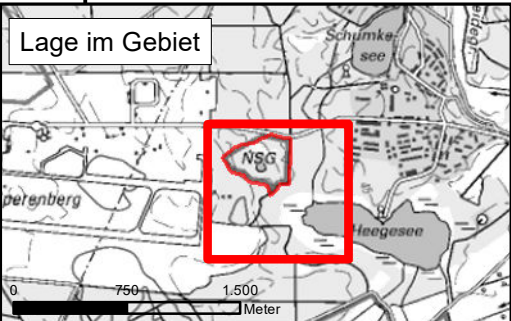 Lage im Gebiet
Schumke-
see
NSG
perenberg
Heegesee
0 750 1.500
Meter